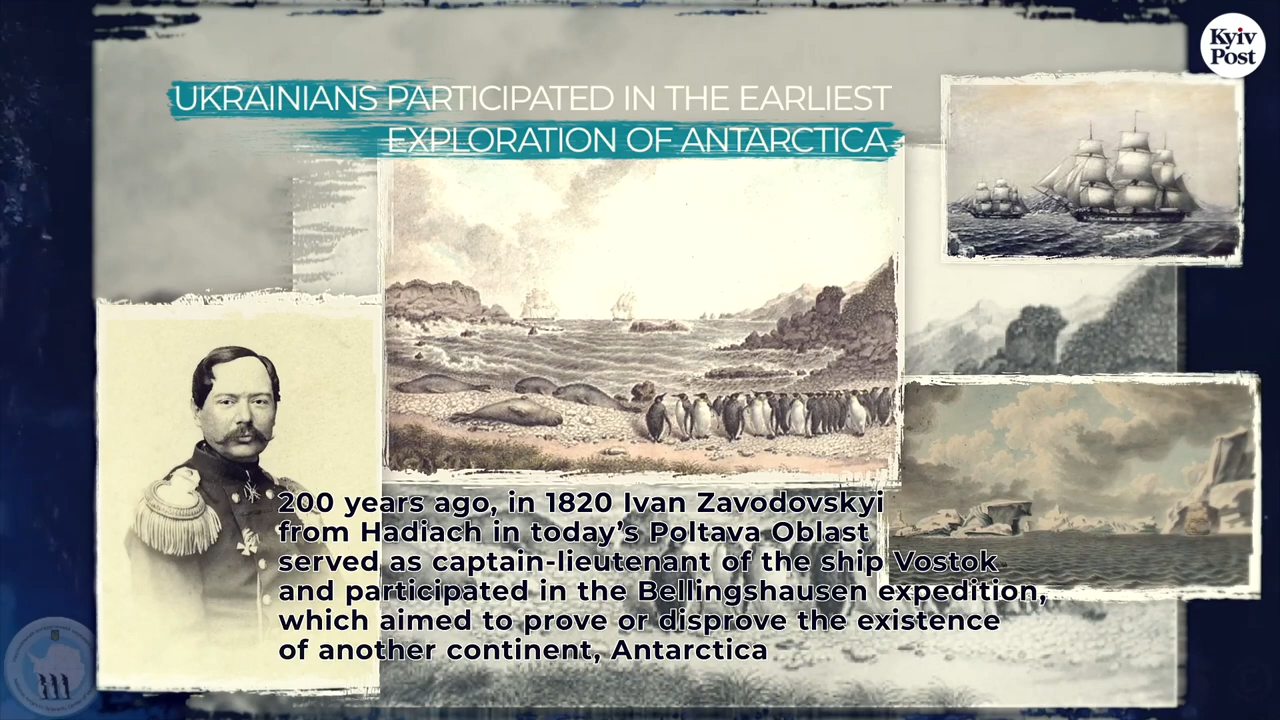 Kyiv
Post
UKRAINIANS PARTICIPATED IN THE EARLIEST
EXPLORATION OF ANTARCTICA
200 years ago, in 1820 Ivan Zavodovskyi
from Hadiach in today’s Poltava Oblast
served as captain-lieutenant of the ship Vostok
and participated in the Bellingshausen expedition,
which aimed to prove or disprove the existence
of another continent, Antarctica